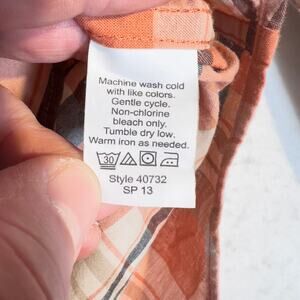 Machine wash cold
with like colors.
Gentle cycle.
Non-chlorine
bleach only.
Tumble dry low.
Warm iron as needed.
30
Style 40732
SP 13